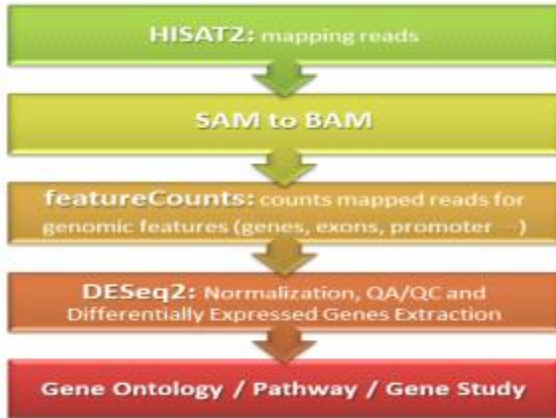 HISAT2: mapping reads
SAM to BAM
featureCounts: counts mapped reads for
genomic features (genes, exons, promoter ...)
DESeq2: Normalization, QA/QC and
Differentially Expressed Genes Extraction
Gene Ontology / Pathway / Gene Study